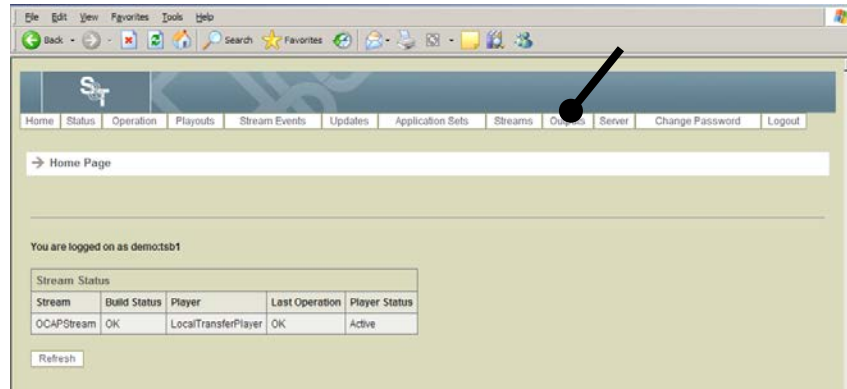 File Edit View Favorites Tools Help
Back Search Favorites
S&T
Home Status Operation Playouts Stream Events Updates Application Sets Streams Outputs Server Change Password Logout
Home Page
You are logged on as demo:tsb1
Stream Status
Stream Build Status Player Last Operation Player Status
OCAPStream OK LocalTransferPlayer OK Active
Refresh